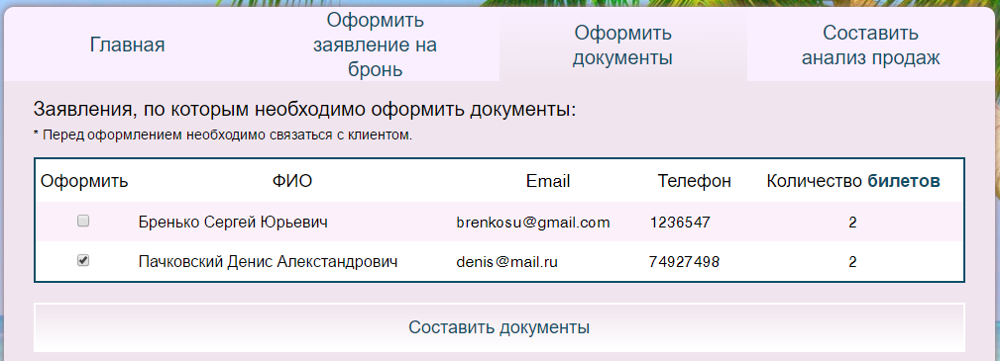 Главная
Оформить
заявление на
бронь
Оформить
документы
Составить
анализ продаж
Заявления, по которым необходимо оформить документы:
* Перед оформлением необходимо связаться с клиентом.
Оформить ФИО Email Телефон Количество билетов
Бренько Сергей Юрьевич brenkosu@gmail.com 1236547 2
Пачковский Денис Алекстандрович denis@mail.ru 74927498 2
Составить документы